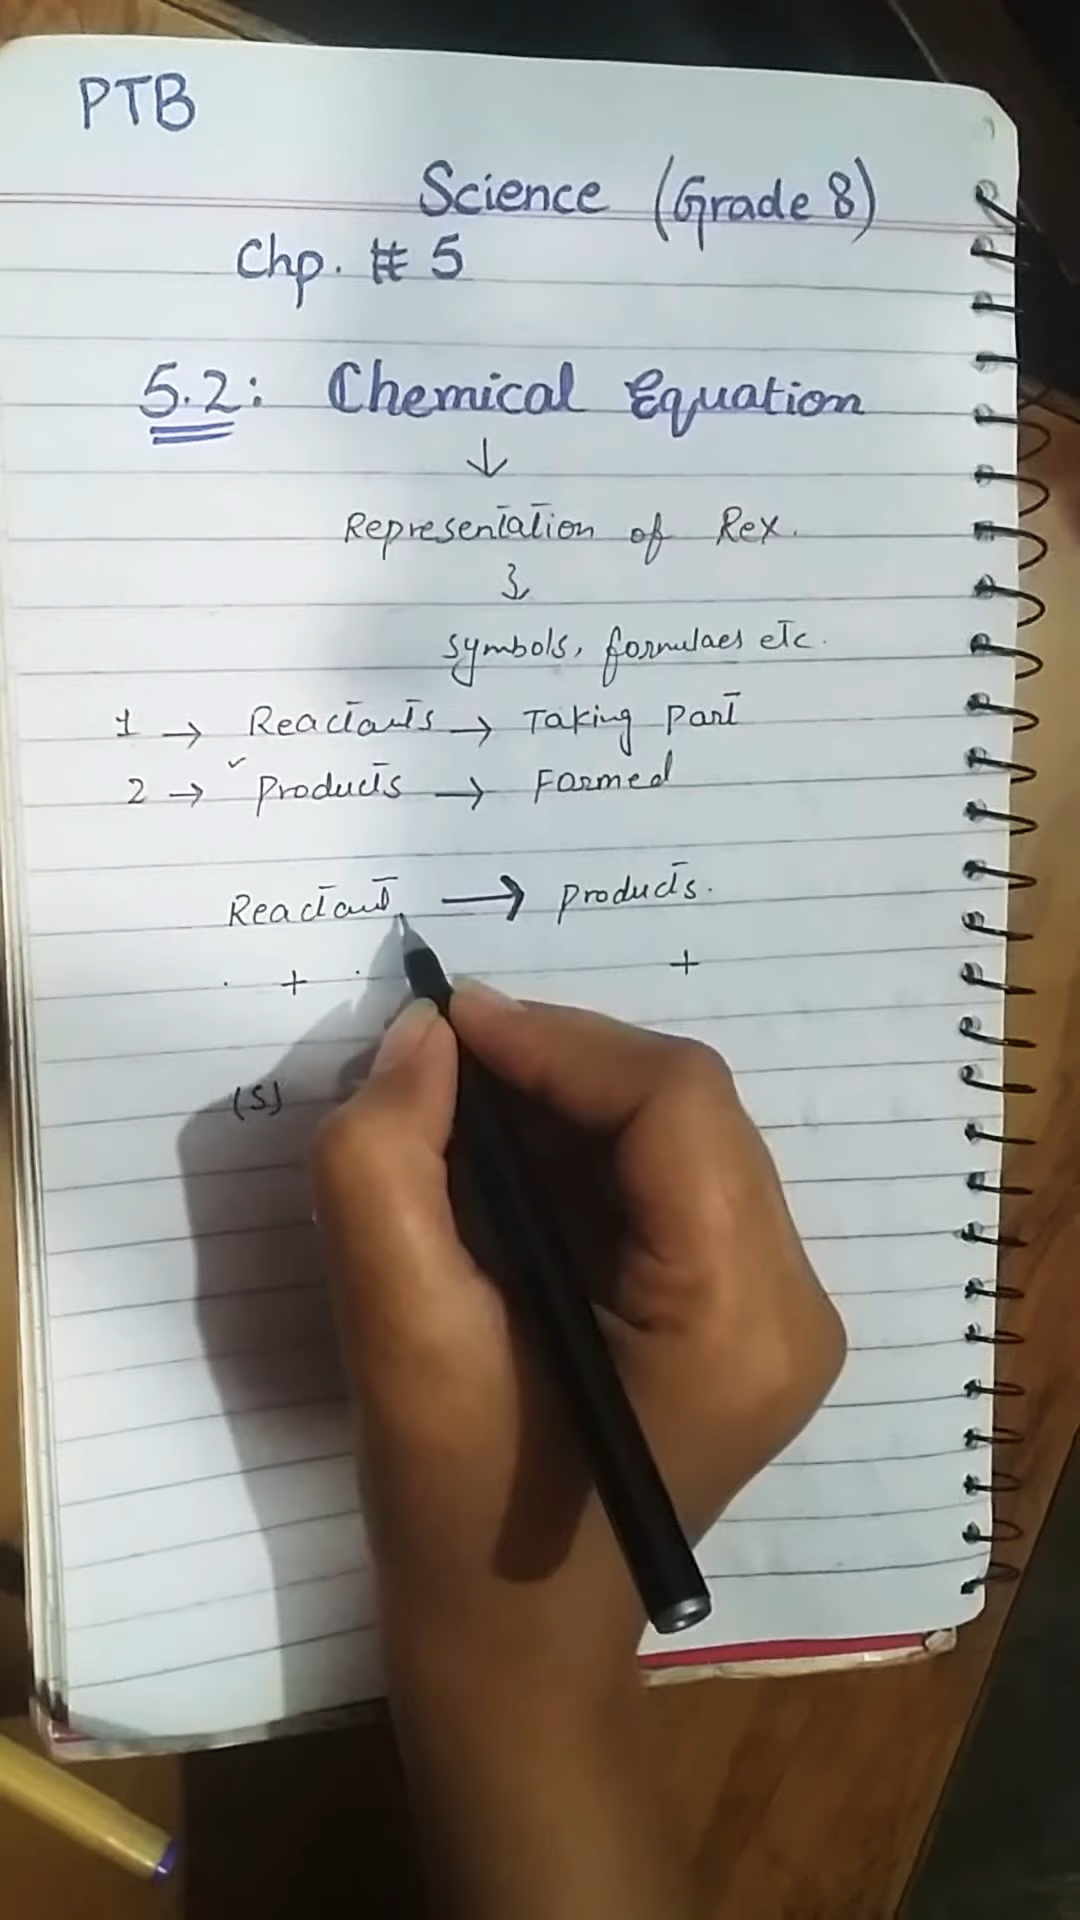 PTB
Science (Grade 8)
Chp. # 5
5.2: Chemical Equation
↓
Representation of Rex.
↓
symbols, formulaes etc.
1 → Reactants → Taking Part
2 → Products → Formed
Reactant → products.
+ +
(s)